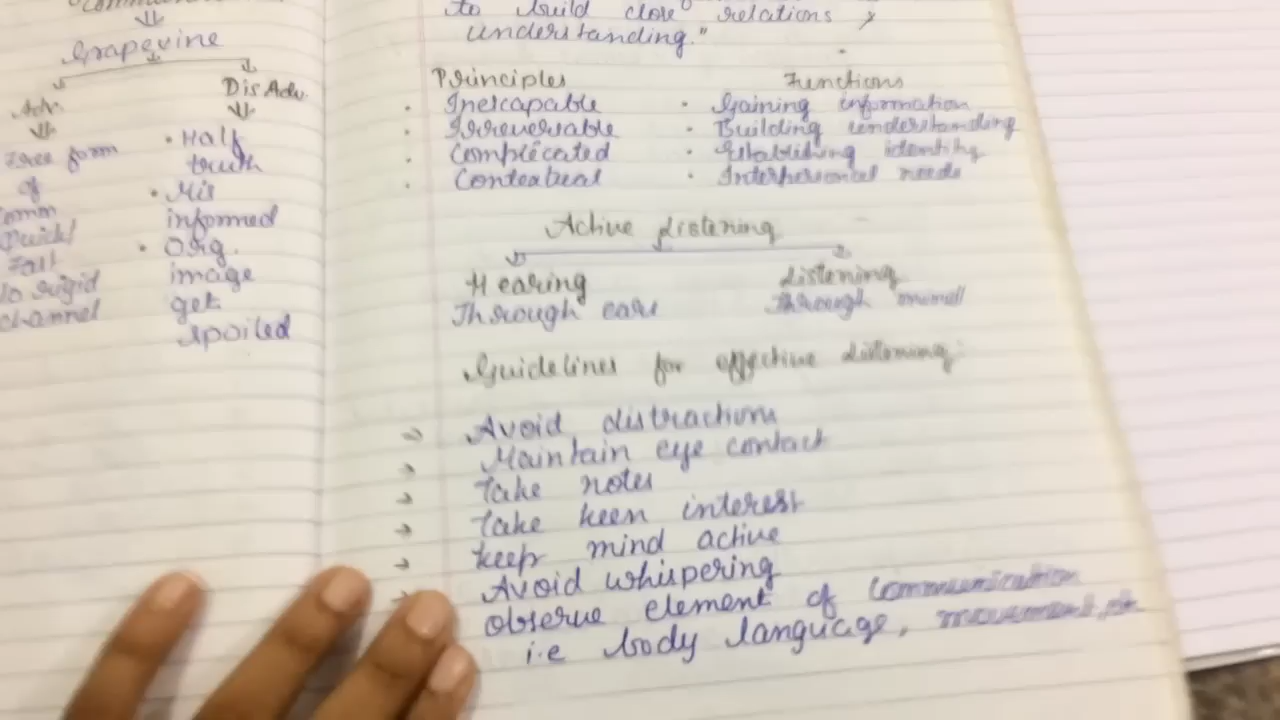 Grapevine
Adv.
Dis Adv.
Free form
of
Comm
Quick/
Fast
No rigid
channel
• Half
truth
• Mis
informed
• Org.
image
get
spoiled
to build close relations &
understanding."
Principles Functions
• Inescapable • Gaining information
• Irreversable • Building understanding
• Complicated • Establishing identity
• Contextual • Interpersonal needs
Active Listening
Hearing Listening
Through ears Through mind
Guidelines for effective listening:
→ Avoid distractions
→ Maintain eye contact
→ Take notes
→ Take keen interest
→ keep mind active
→ Avoid whispering
observe element of communication
i.e body language, movement